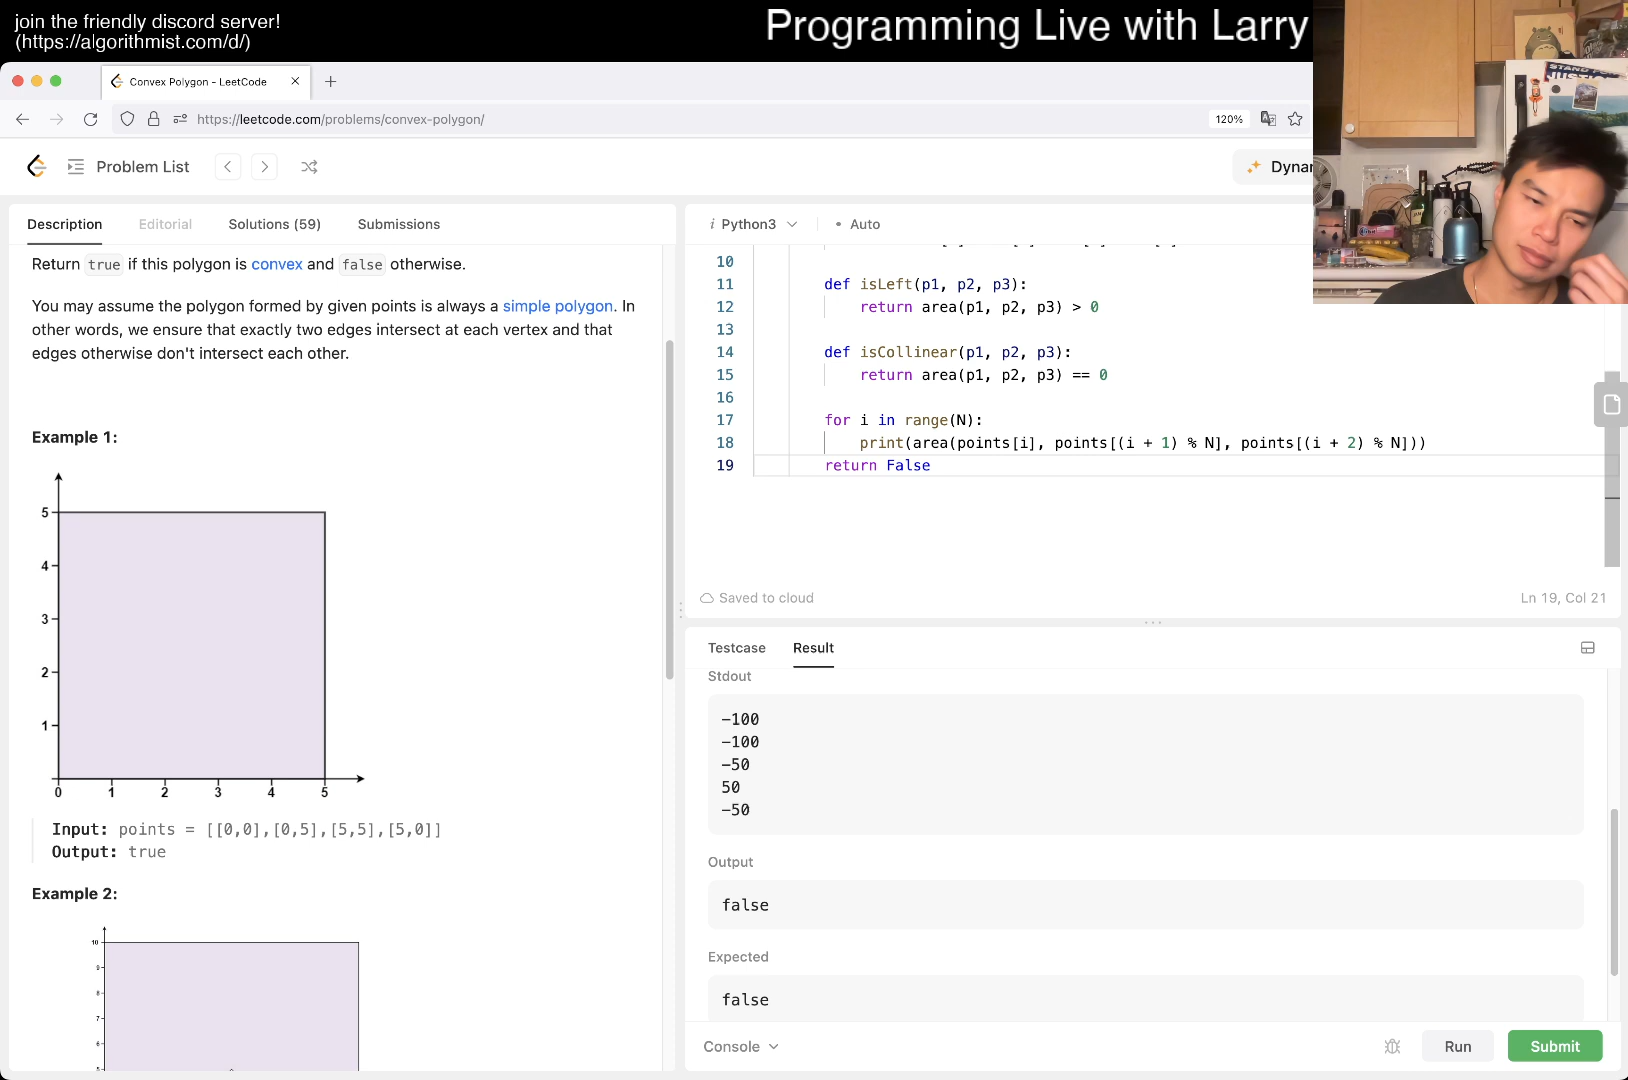 join the friendly discord server!
(https://algorithmist.com/d/)
Programming Live with Larry
Convex Polygon - LeetCode
https://leetcode.com/problems/convex-polygon/
120%
Problem List
Dynam
Description
Editorial
Solutions (59)
Submissions
Return true if this polygon is convex and false otherwise.
You may assume the polygon formed by given points is always a simple polygon. In
other words, we ensure that exactly two edges intersect at each vertex and that
edges otherwise don't intersect each other.
Example 1:
5
4
3
2
1
0 1 2 3 4 5
Input: points = [[0,0],[0,5],[5,5],[5,0]]
Output: true
Example 2:
10
9
8
7
6
5
i Python3
• Auto
10
11 def isLeft(p1, p2, p3):
12 return area(p1, p2, p3) > 0
13
14 def isCollinear(p1, p2, p3):
15 return area(p1, p2, p3) == 0
16
17 for i in range(N):
18 print(area(points[i], points[(i + 1) % N], points[(i + 2) % N]))
19 return False
Saved to cloud
Ln 19, Col 21
Testcase
Result
Stdout
-100
-100
-50
50
-50
Output
false
Expected
false
Console
Run
Submit